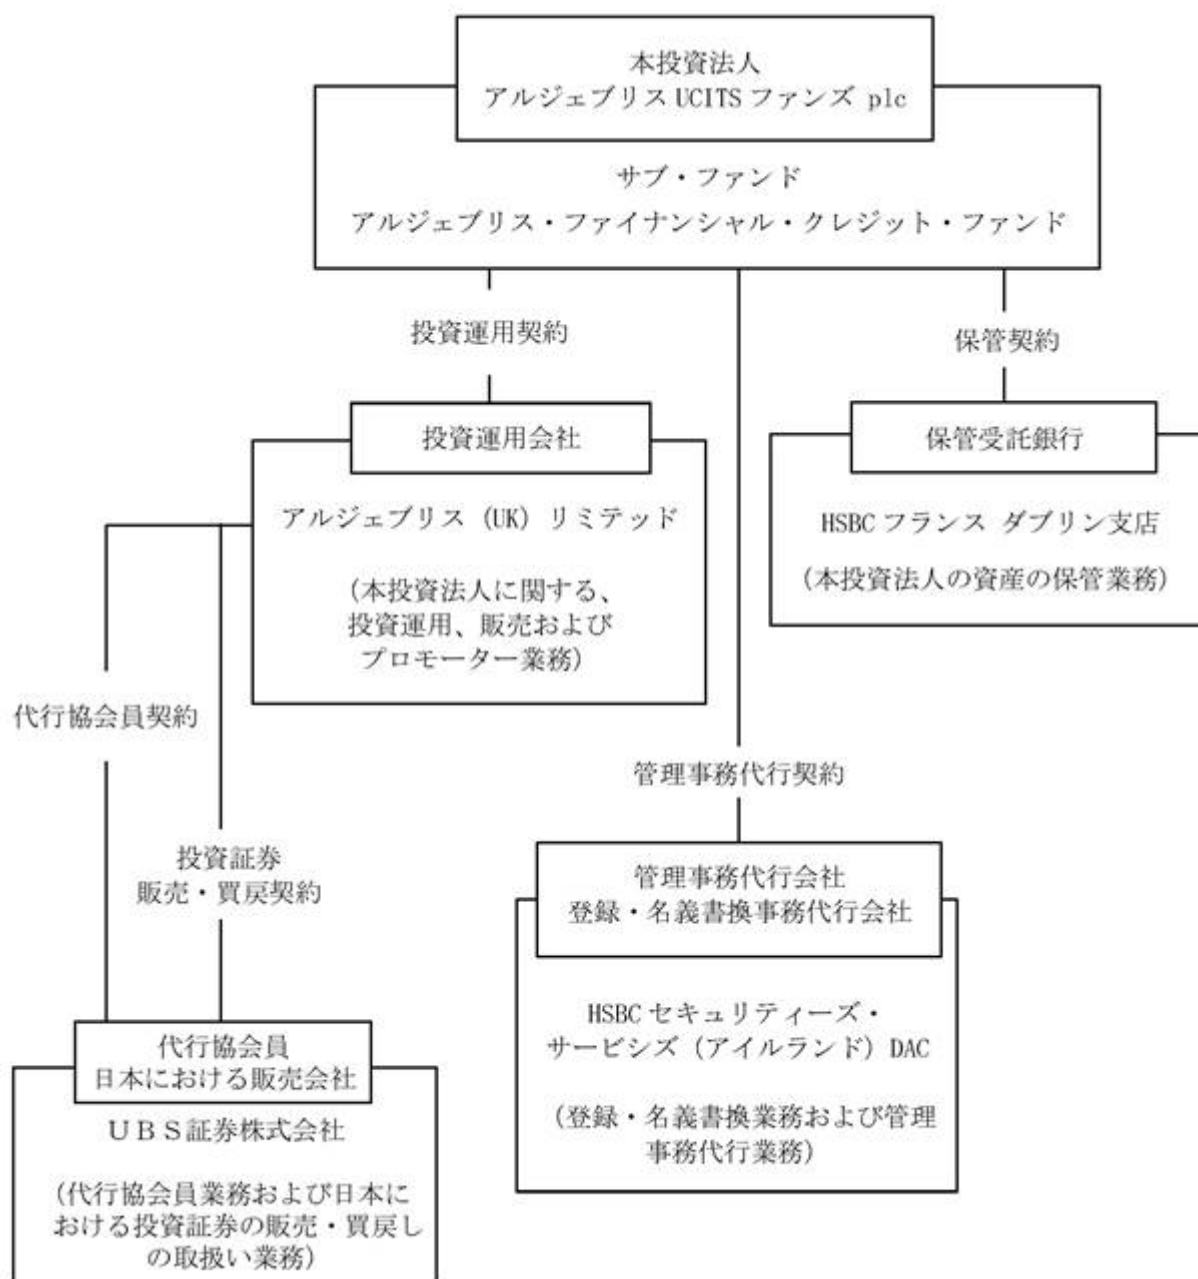 本投資法人
アルジェブリス UCITS ファンズ plc
サブ・ファンド
アルジェブリス・ファイナンシャル・クレジット・ファンド
投資運用契約
保管契約
投資運用会社
アルジェブリス (UK) リミテッド
(本投資法人に関する、
投資運用、販売および
プロモーター業務)
保管受託銀行
HSBC フランス ダブリン支店
(本投資法人の資産の保管業務)
代行協会員契約
投資証券
販売・買戻契約
管理事務代行契約
管理事務代行会社
登録・名義書換事務代行会社
HSBC セキュリティーズ・
サービシズ (アイルランド) DAC
(登録・名義書換業務および管理
事務代行業務)
代行協会員
日本における販売会社
ＵＢＳ証券株式会社
(代行協会員業務および日本に
おける投資証券の販売・買戻し
の取扱い業務)